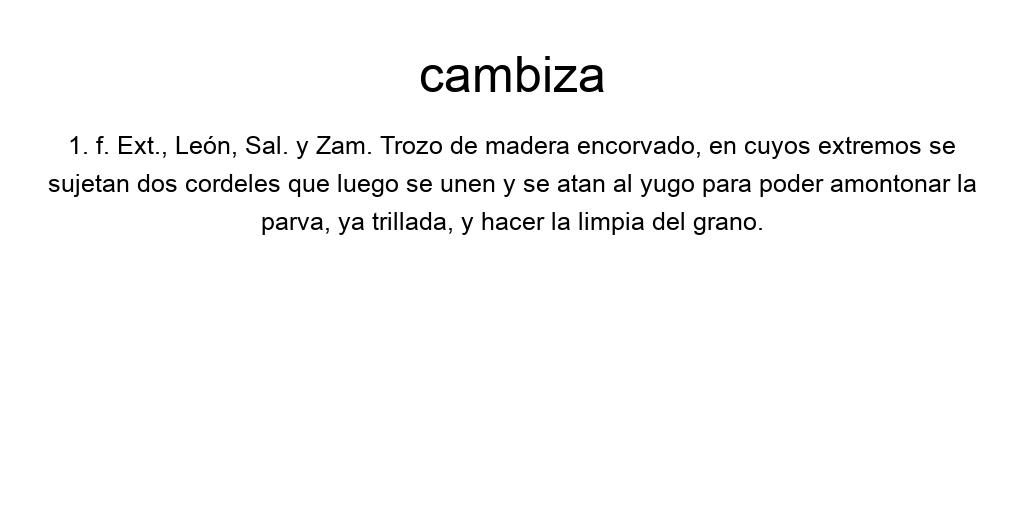 cambiza
1. f. Ext., León, Sal. y Zam. Trozo de madera encorvado, en cuyos extremos se
sujetan dos cordeles que luego se unen y se atan al yugo para poder amontonar la
parva, ya trillada, y hacer la limpia del grano.